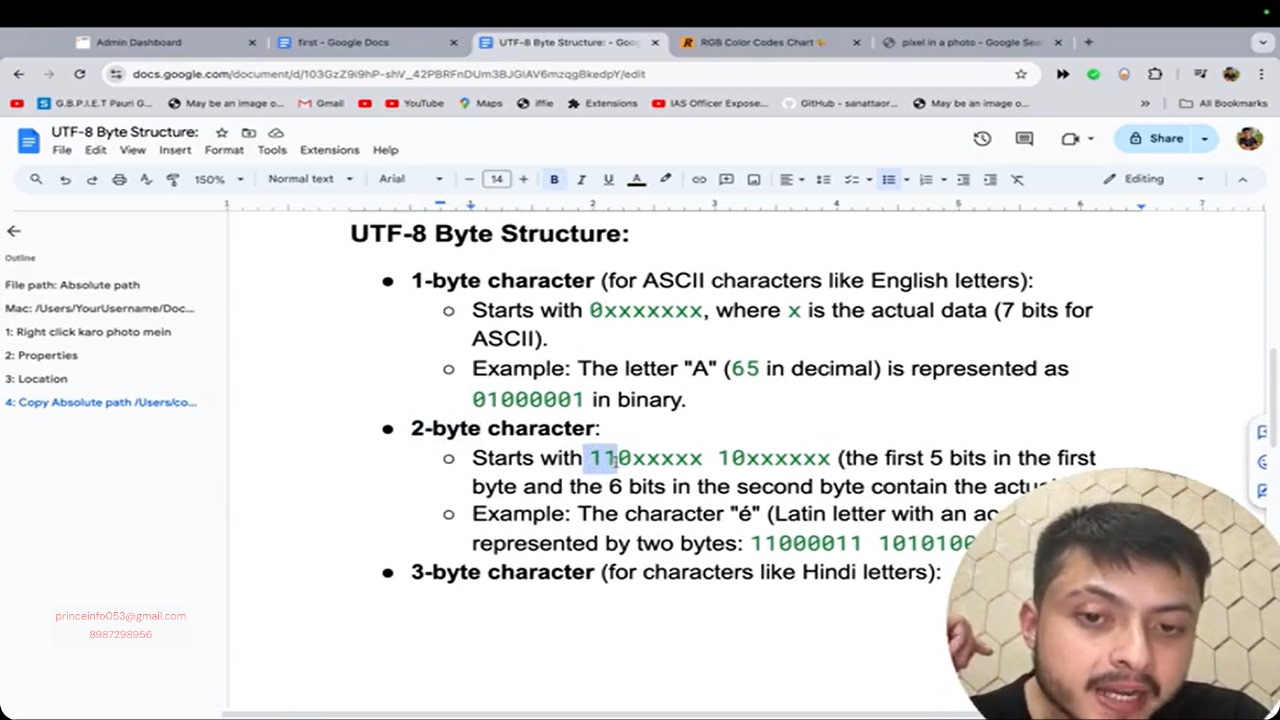 Admin Dashboard
first - Google Docs
UTF-8 Byte Structure: - Goo
RGB Color Codes Chart
pixel in a photo - Google Sea
docs.google.com/document/d/103GzZ9i9hP-shV_42PBRFnDUm3BJGlAV6mzqgBkedpY/edit
G.B.P.I.E.T Pauri G...
May be an image o...
Gmail
YouTube
Maps
iffie
Extensions
IAS Officer Expose...
GitHub - sanattaor...
May be an image o...
All Bookmarks
UTF-8 Byte Structure:
File Edit View Insert Format Tools Extensions Help
Share
150% Normal text Arial 14 B I U A Editing
1 1 2 3 4 5 6 7
Outline
File path: Absolute path
Mac: /Users/YourUsername/Doc...
1: Right click karo photo mein
2: Properties
3: Location
4: Copy Absolute path /Users/co...
UTF-8 Byte Structure:
● 1-byte character (for ASCII characters like English letters):
○ Starts with 0xxxxxxx, where x is the actual data (7 bits for
ASCII).
○ Example: The letter "A" (65 in decimal) is represented as
01000001 in binary.
● 2-byte character:
○ Starts with 110xxxxx 10xxxxxx (the first 5 bits in the first
byte and the 6 bits in the second byte contain the actu
○ Example: The character "é" (Latin letter with an ac
represented by two bytes: 11000011 1010100
● 3-byte character (for characters like Hindi letters):
princeinfo053@gmail.com
8987298956